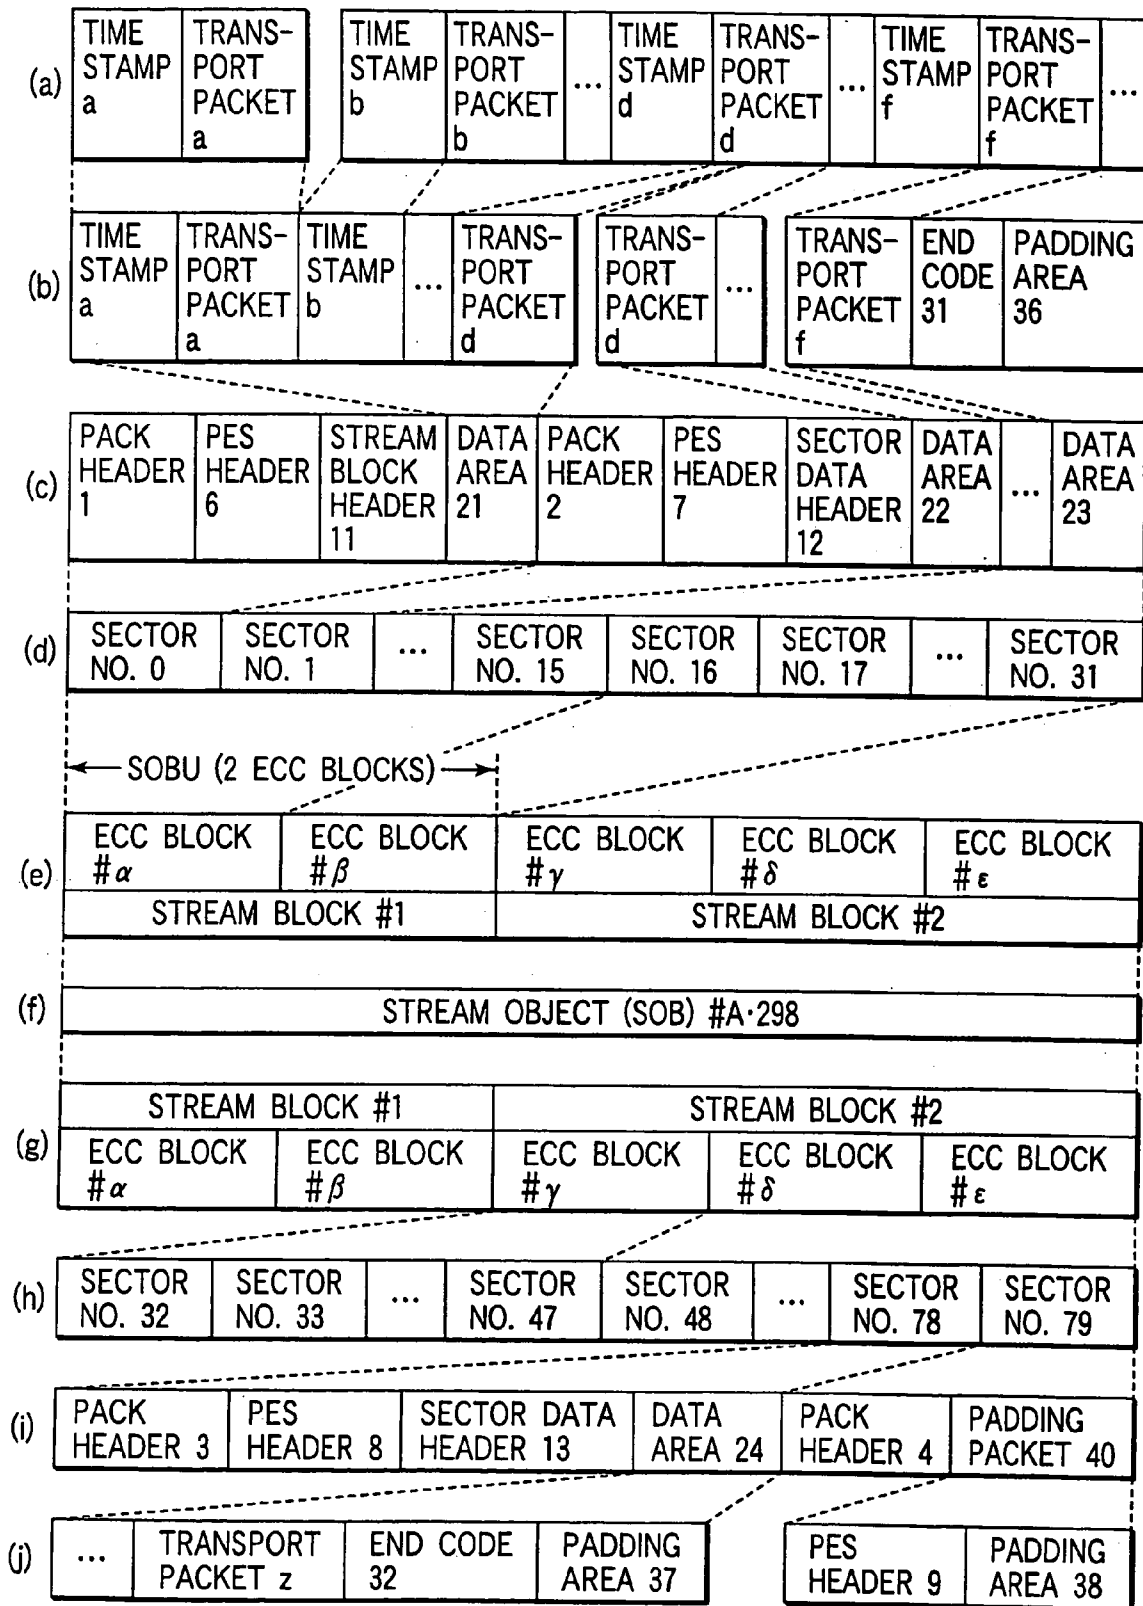 (a)
TIME STAMP a
TRANS-PORT PACKET a
TIME STAMP b
TRANS-PORT PACKET b
...
TIME STAMP d
TRANS-PORT PACKET d
...
TIME STAMP f
TRANS-PORT PACKET f
...
(b)
TIME STAMP a
TRANS-PORT PACKET a
TIME STAMP b
...
TRANS-PORT PACKET d
TRANS-PORT PACKET d
...
TRANS-PORT PACKET f
END CODE 31
PADDING AREA 36
(c)
PACK HEADER 1
PES HEADER 6
STREAM BLOCK HEADER 11
DATA AREA 21
PACK HEADER 2
PES HEADER 7
SECTOR DATA HEADER 12
DATA AREA 22
...
DATA AREA 23
(d)
SECTOR NO. 0
SECTOR NO. 1
...
SECTOR NO. 15
SECTOR NO. 16
SECTOR NO. 17
...
SECTOR NO. 31
SOBU (2 ECC BLOCKS)
(e)
ECC BLOCK #α
ECC BLOCK #β
ECC BLOCK #γ
ECC BLOCK #δ
ECC BLOCK #ε
STREAM BLOCK #1
STREAM BLOCK #2
(f)
STREAM OBJECT (SOB) #A·298
(g)
STREAM BLOCK #1
STREAM BLOCK #2
ECC BLOCK #α
ECC BLOCK #β
ECC BLOCK #γ
ECC BLOCK #δ
ECC BLOCK #ε
(h)
SECTOR NO. 32
SECTOR NO. 33
...
SECTOR NO. 47
SECTOR NO. 48
...
SECTOR NO. 78
SECTOR NO. 79
(i)
PACK HEADER 3
PES HEADER 8
SECTOR DATA HEADER 13
DATA AREA 24
PACK HEADER 4
PADDING PACKET 40
(j)
...
TRANSPORT PACKET z
END CODE 32
PADDING AREA 37
PES HEADER 9
PADDING AREA 38